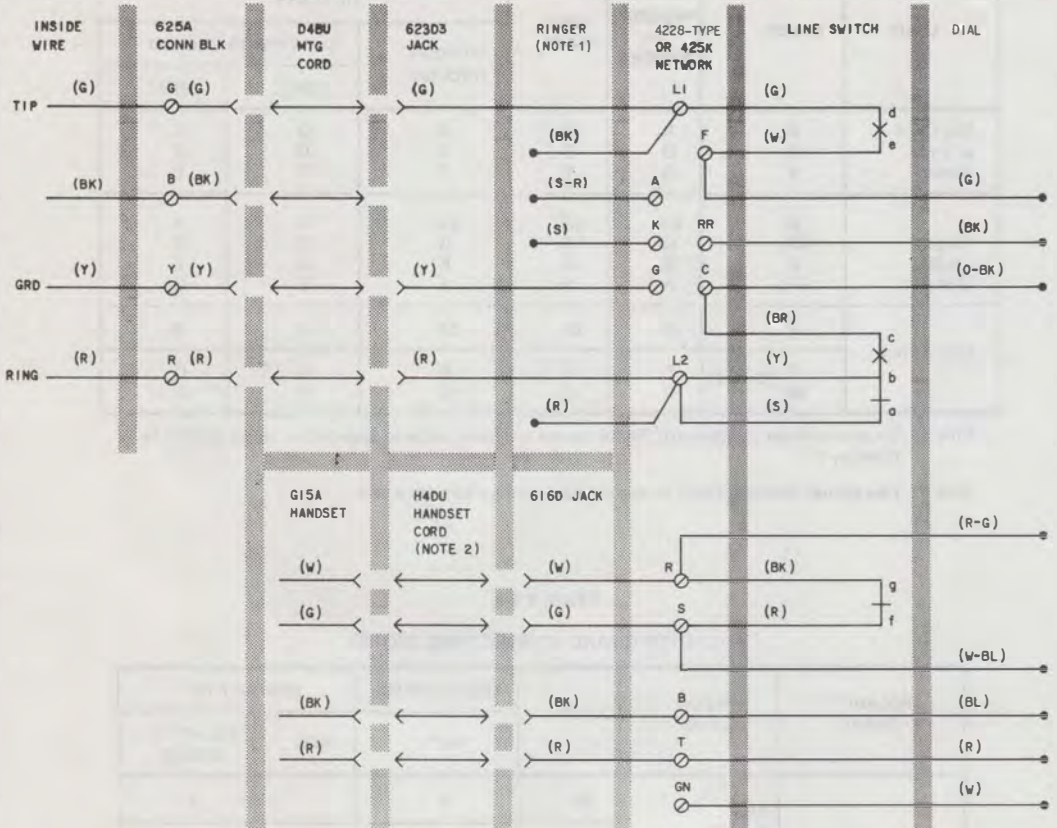 INSIDE WIRE
625A CONN BLK
D4BU MTG CORD
623D3 JACK
RINGER (NOTE 1)
4228-TYPE OR 425K NETWORK
LINE SWITCH
DIAL
TIP (G) G (G) (G) L1 (G) d
(BK) F (W) e
(BK) B (BK) (S-R) A (G)
(S) K RR (BK)
GRD (Y) Y (Y) (Y) G C (O-BK)
(BR) c
RING (R) R (R) (R) L2 (Y) b
(R) (S) a
G15A HANDSET
H4DU HANDSET CORD (NOTE 2)
616D JACK
(R-G)
(W) (W) R (BK) g
(G) (G) S (R) f
(W-BL)
(BK) (BK) B (BL)
(R) (R) T (R)
GN (W)